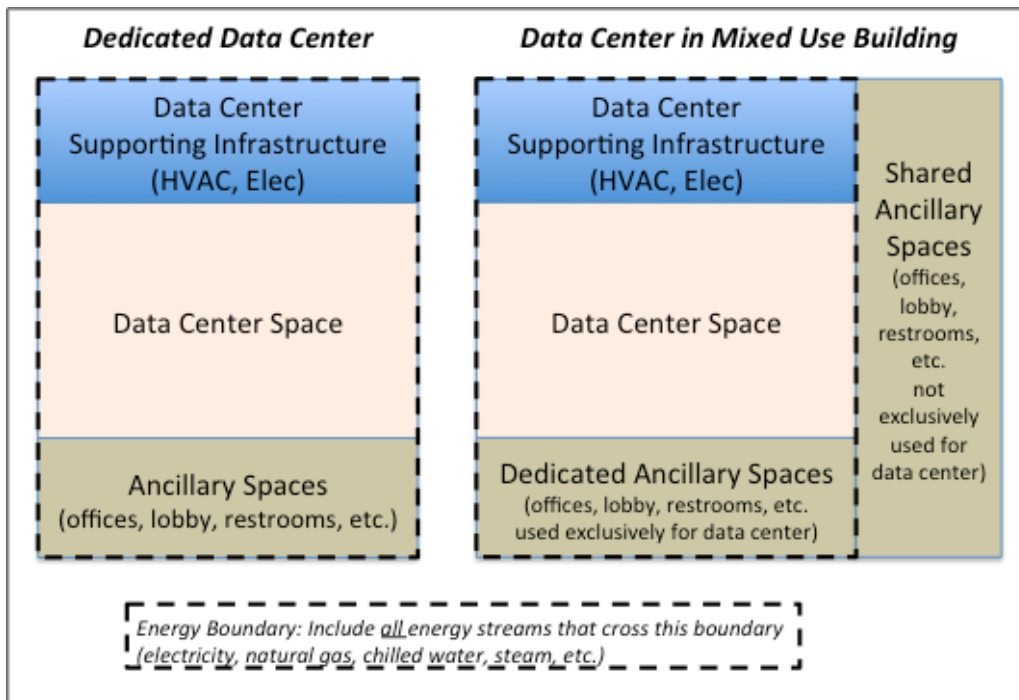 Dedicated Data Center
Data Center
Supporting Infrastructure
(HVAC, Elec)
Data Center Space
Ancillary Spaces
(offices, lobby, restrooms, etc.)
Data Center in Mixed Use Building
Data Center
Supporting Infrastructure
(HVAC, Elec)
Data Center Space
Dedicated Ancillary Spaces
(offices, lobby, restrooms, etc.
used exclusively for data center)
Shared
Ancillary
Spaces
(offices,
lobby,
restrooms,
etc.
not
exclusively
used for
data center)
Energy Boundary: Include all energy streams that cross this boundary
(electricity, natural gas, chilled water, steam, etc.)